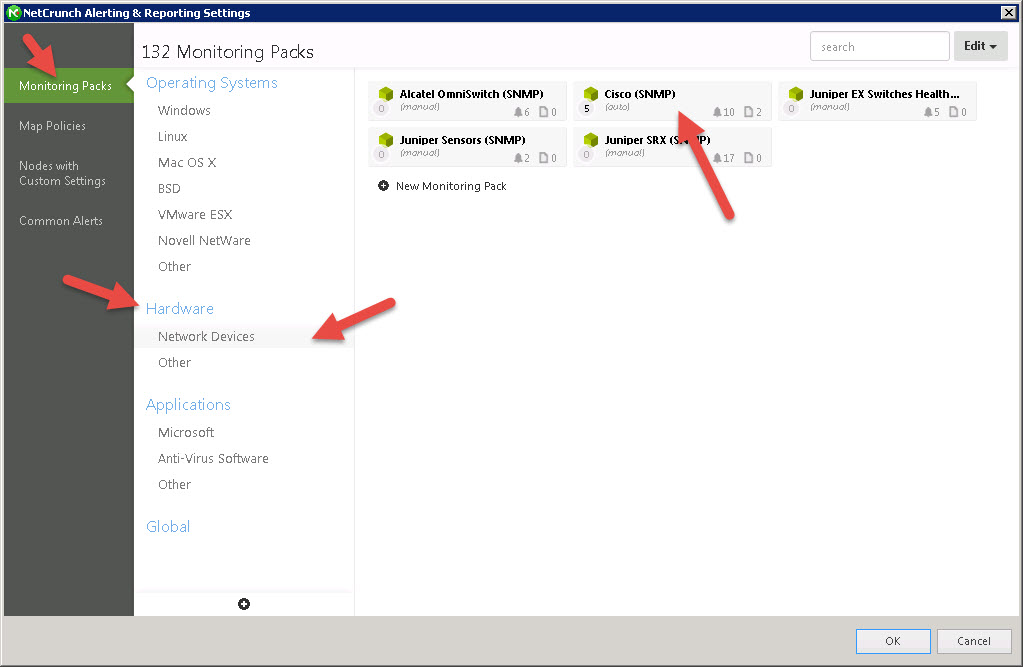 NetCrunch Alerting & Reporting Settings
Monitoring Packs
Map Policies
Nodes with
Custom Settings
Common Alerts
132 Monitoring Packs
search
Edit
Operating Systems
Windows
Linux
Mac OS X
BSD
VMware ESX
Novell NetWare
Other
Hardware
Network Devices
Other
Applications
Microsoft
Anti-Virus Software
Other
Global
Alcatel OmniSwitch (SNMP)
0 (manual) 6 0
Cisco (SNMP)
5 (auto) 10 2
Juniper EX Switches Health...
0 (manual) 5 0
Juniper Sensors (SNMP)
0 (manual) 2 0
Juniper SRX (SNMP)
0 (manual) 17 0
New Monitoring Pack
OK
Cancel